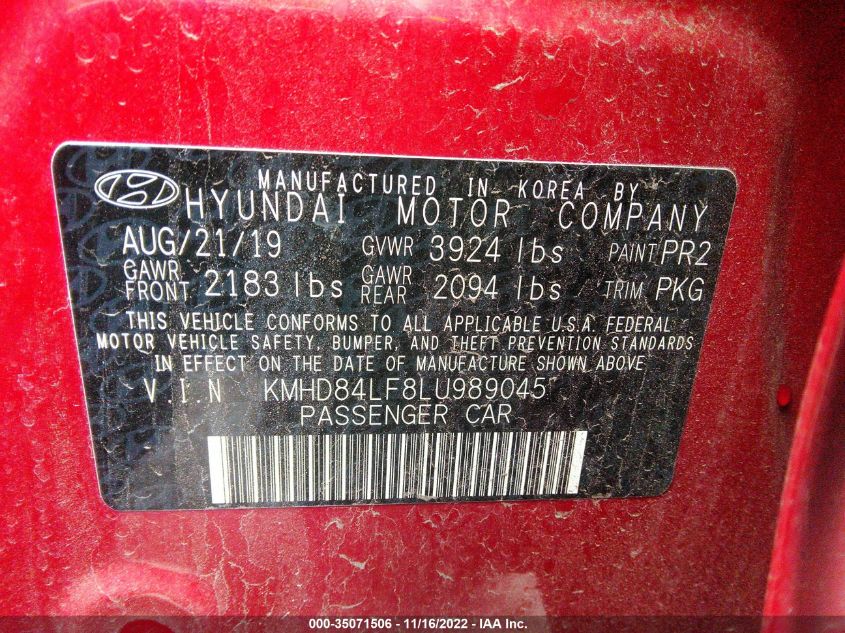 MANUFACTURED IN KOREA BY
HYUNDAI MOTOR COMPANY
AUG/21/19 GVWR 3924 lbs PAINT PR2
GAWR FRONT 2183 lbs GAWR REAR 2094 lbs TRIM PKG
THIS VEHICLE CONFORMS TO ALL APPLICABLE U.S.A. FEDERAL
MOTOR VEHICLE SAFETY, BUMPER, AND THEFT PREVENTION STANDARDS
IN EFFECT ON THE DATE OF MANUFACTURE SHOWN ABOVE
V.I.N KMHD84LF8LU989045
PASSENGER CAR
000-35071506 - 11/16/2022 - IAA Inc.